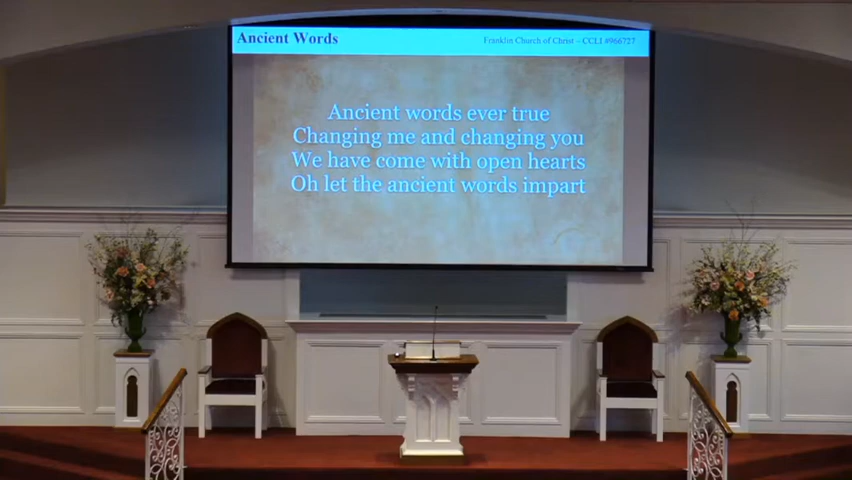 Ancient Words
Franklin Church of Christ – CCLI #966727
Ancient words ever true
Changing me and changing you
We have come with open hearts
Oh let the ancient words impart